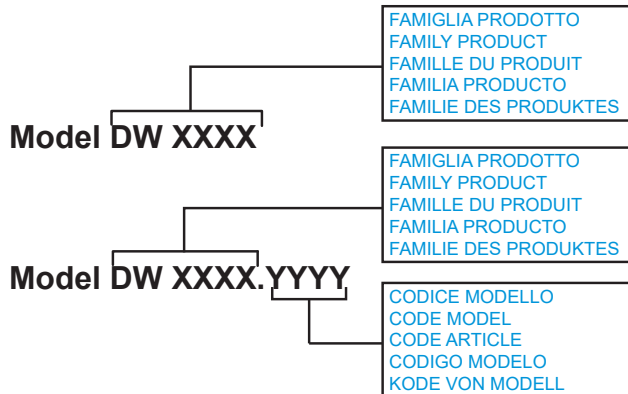 FAMIGLIA PRODOTTO
FAMILY PRODUCT
FAMILLE DU PRODUIT
FAMILIA PRODUCTO
FAMILIE DES PRODUKTES
Model DW XXXX
FAMIGLIA PRODOTTO
FAMILY PRODUCT
FAMILLE DU PRODUIT
FAMILIA PRODUCTO
FAMILIE DES PRODUKTES
Model DW XXXX.YYYY
CODICE MODELLO
CODE MODEL
CODE ARTICLE
CODIGO MODELO
KODE VON MODELL